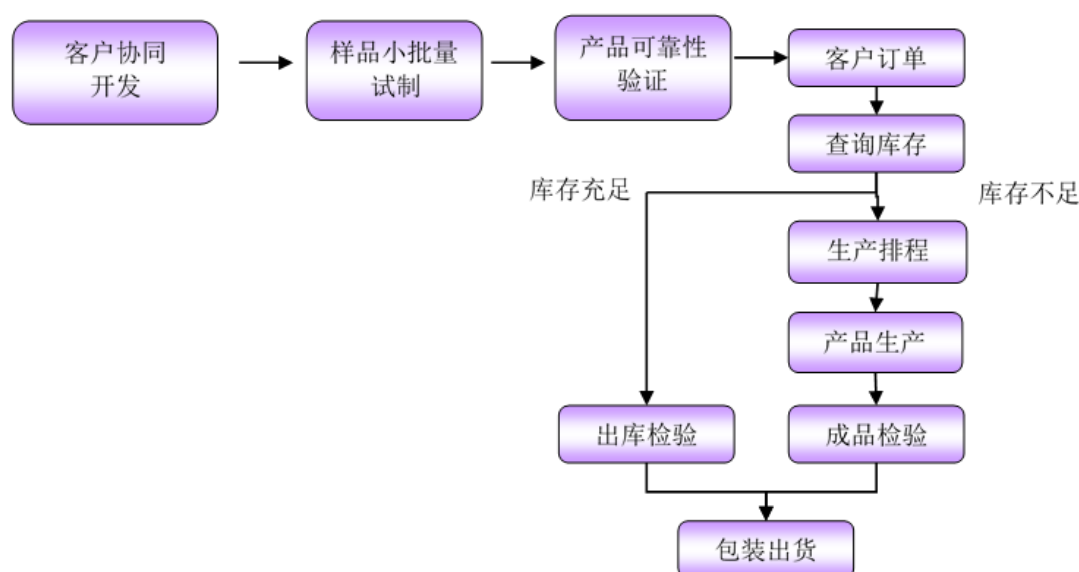 客户协同
开发
样品小批量
试制
产品可靠性
验证
客户订单
查询库存
库存充足
库存不足
生产排程
产品生产
出库检验
成品检验
包装出货